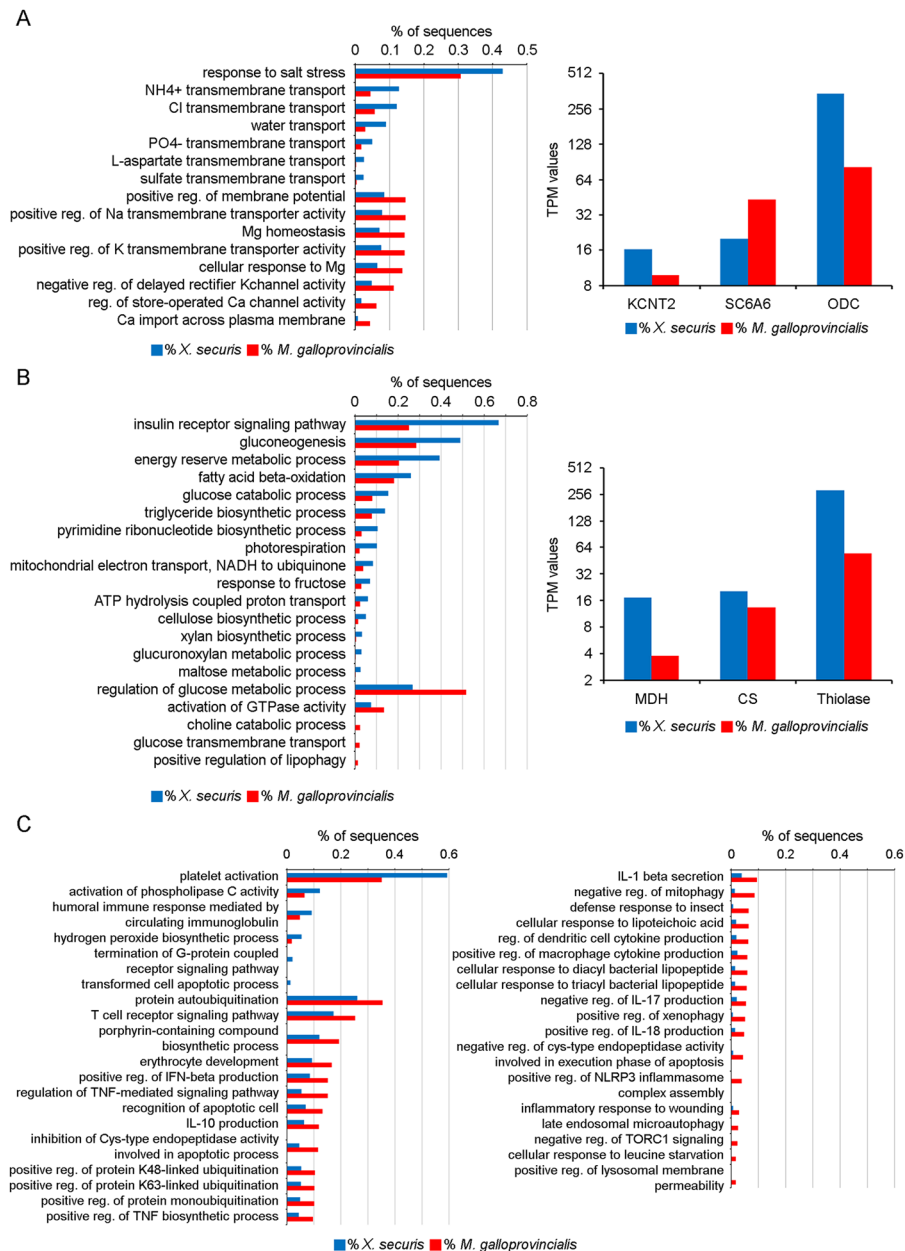 A
% of sequences
0 0.1 0.2 0.3 0.4 0.5
response to salt stress
NH4+ transmembrane transport
Cl transmembrane transport
water transport
PO4- transmembrane transport
L-aspartate transmembrane transport
sulfate transmembrane transport
positive reg. of membrane potential
positive reg. of Na transmembrane transporter activity
Mg homeostasis
positive reg. of K transmembrane transporter activity
cellular response to Mg
negative reg. of delayed rectifier Kchannel activity
reg. of store-operated Ca channel activity
Ca import across plasma membrane
% X. securis % M. galloprovincialis
TPM values
512
256
128
64
32
16
8
KCNT2 SC6A6 ODC
% X. securis % M. galloprovincialis
B
% of sequences
0 0.2 0.4 0.6 0.8
insulin receptor signaling pathway
gluconeogenesis
energy reserve metabolic process
fatty acid beta-oxidation
glucose catabolic process
triglyceride biosynthetic process
pyrimidine ribonucleotide biosynthetic process
photorespiration
mitochondrial electron transport, NADH to ubiquinone
response to fructose
ATP hydrolysis coupled proton transport
cellulose biosynthetic process
xylan biosynthetic process
glucuronoxylan metabolic process
maltose metabolic process
regulation of glucose metabolic process
activation of GTPase activity
choline catabolic process
glucose transmembrane transport
positive regulation of lipophagy
% X. securis % M. galloprovincialis
TPM values
512
256
128
64
32
16
8
4
2
MDH CS Thiolase
% X. securis % M. galloprovincialis
C
% of sequences
0 0.2 0.4 0.6
platelet activation
activation of phospholipase C activity
humoral immune response mediated by
circulating immunoglobulin
hydrogen peroxide biosynthetic process
termination of G-protein coupled
receptor signaling pathway
transformed cell apoptotic process
protein autoubiquitination
T cell receptor signaling pathway
porphyrin-containing compound
biosynthetic process
erythrocyte development
positive reg. of IFN-beta production
regulation of TNF-mediated signaling pathway
recognition of apoptotic cell
IL-10 production
inhibition of Cys-type endopeptidase activity
involved in apoptotic process
positive reg. of protein K48-linked ubiquitination
positive reg. of protein K63-linked ubiquitination
positive reg. of protein monoubiquitination
positive reg. of TNF biosynthetic process
% of sequences
0 0.2 0.4 0.6
IL-1 beta secretion
negative reg. of mitophagy
defense response to insect
cellular response to lipoteichoic acid
reg. of dendritic cell cytokine production
positive reg. of macrophage cytokine production
cellular response to diacyl bacterial lipopeptide
cellular response to triacyl bacterial lipopeptide
negative reg. of IL-17 production
positive reg. of xenophagy
positive reg. of IL-18 production
negative reg. of cys-type endopeptidase activity
involved in execution phase of apoptosis
positive reg. of NLRP3 inflammasome
complex assembly
inflammatory response to wounding
late endosomal microautophagy
negative reg. of TORC1 signaling
cellular response to leucine starvation
positive reg. of lysosomal membrane
permeability
% X. securis % M. galloprovincialis